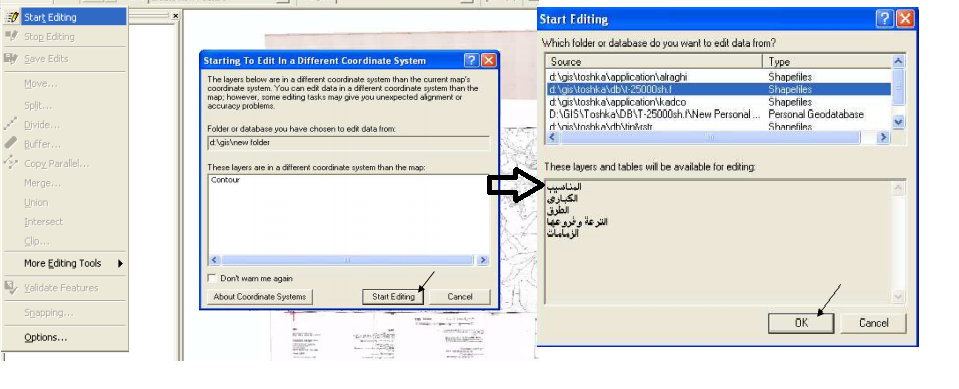 Start Editing
Stop Editing
Save Edits
Move...
Split...
Divide...
Buffer...
Copy Parallel...
Merge...
Union
Intersect
Clip...
More Editing Tools
Validate Features
Snapping...
Options...
Starting To Edit In a Different Coordinate System
The layers below are in a different coordinate system than the current map's
coordinate system. You can edit data in a different coordinate system than the
map; however, some editing tasks may give you unexpected alignment or
accuracy problems.
Folder or database you have chosen to edit data from:
d:\gis\new folder
These layers are in a different coordinate system than the map:
Contour
Don't warn me again
About Coordinate Systems
Start Editing
Cancel
Start Editing
Which folder or database do you want to edit data from?
Source Type
d:\gis\toshka\application\alraghi Shapefiles
d:\gis\toshka\db\t-25000sh.f Shapefiles
d:\gis\toshka\application\kadco Shapefiles
D:\GIS\Toshka\DB\T-25000sh.f\New Personal ... Personal Geodatabase
d:\gis\toshka\db\tip&rstr Shapefiles
These layers and tables will be available for editing:
المناسيب
الكبارى
الطرق
الترعة وفروعها
الزمامات
OK
Cancel